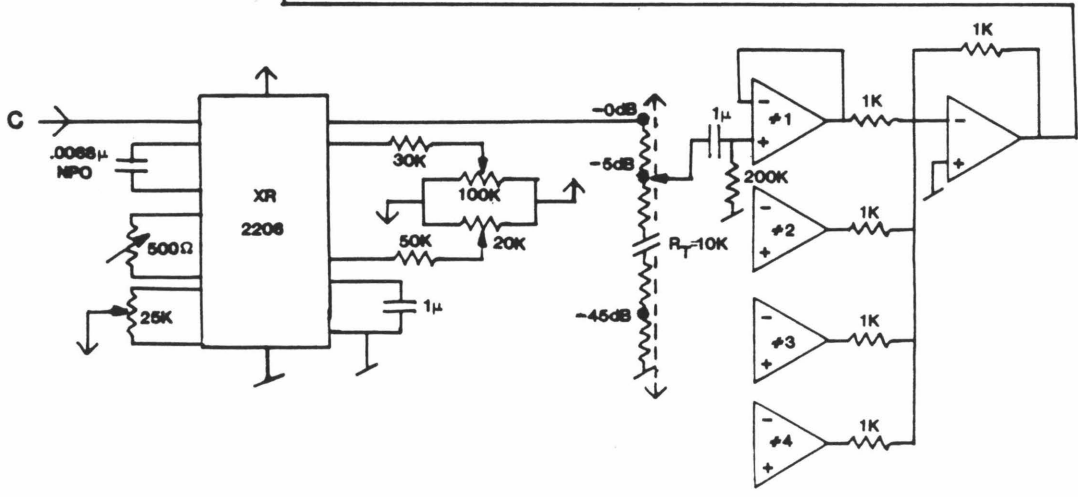 1K
C
-0dB
1μ
-
≠1
+
1K
-
+
.0068μ
NPO
30K
-5dB
200K
XR
2206
100K
20K
-
≠2
+
1K
500Ω
50K
R_T=10K
25K
1μ
-45dB
-
≠3
+
1K
-
≠4
+
1K